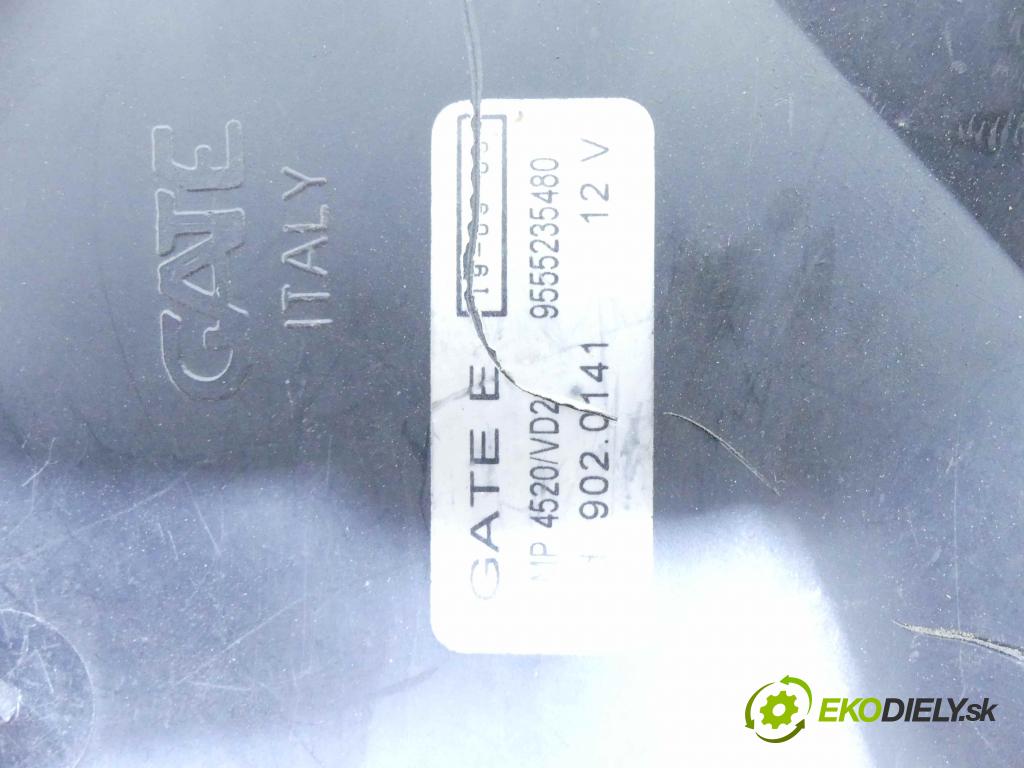 GATE
ITALY
GATE E
MP 4520/VD2 9555235480
902.0141 12 V
EKODIELY.sk